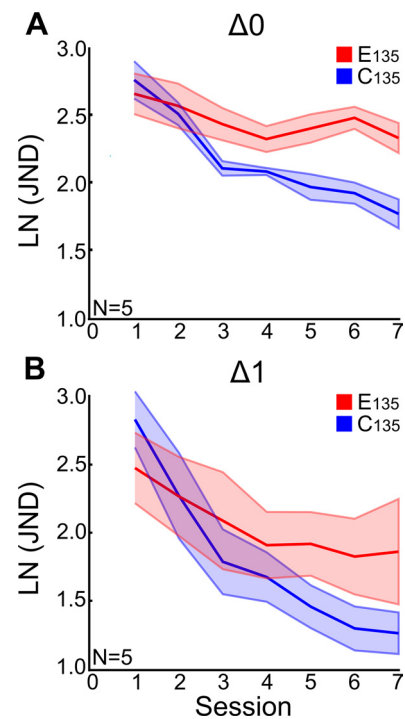 A
Δ0
3.0
2.5
2.0
1.5
1.0
LN (JND)
E135
C135
N=5
0 1 2 3 4 5 6 7
B
Δ1
3.0
2.5
2.0
1.5
1.0
LN (JND)
E135
C135
N=5
0 1 2 3 4 5 6 7
Session